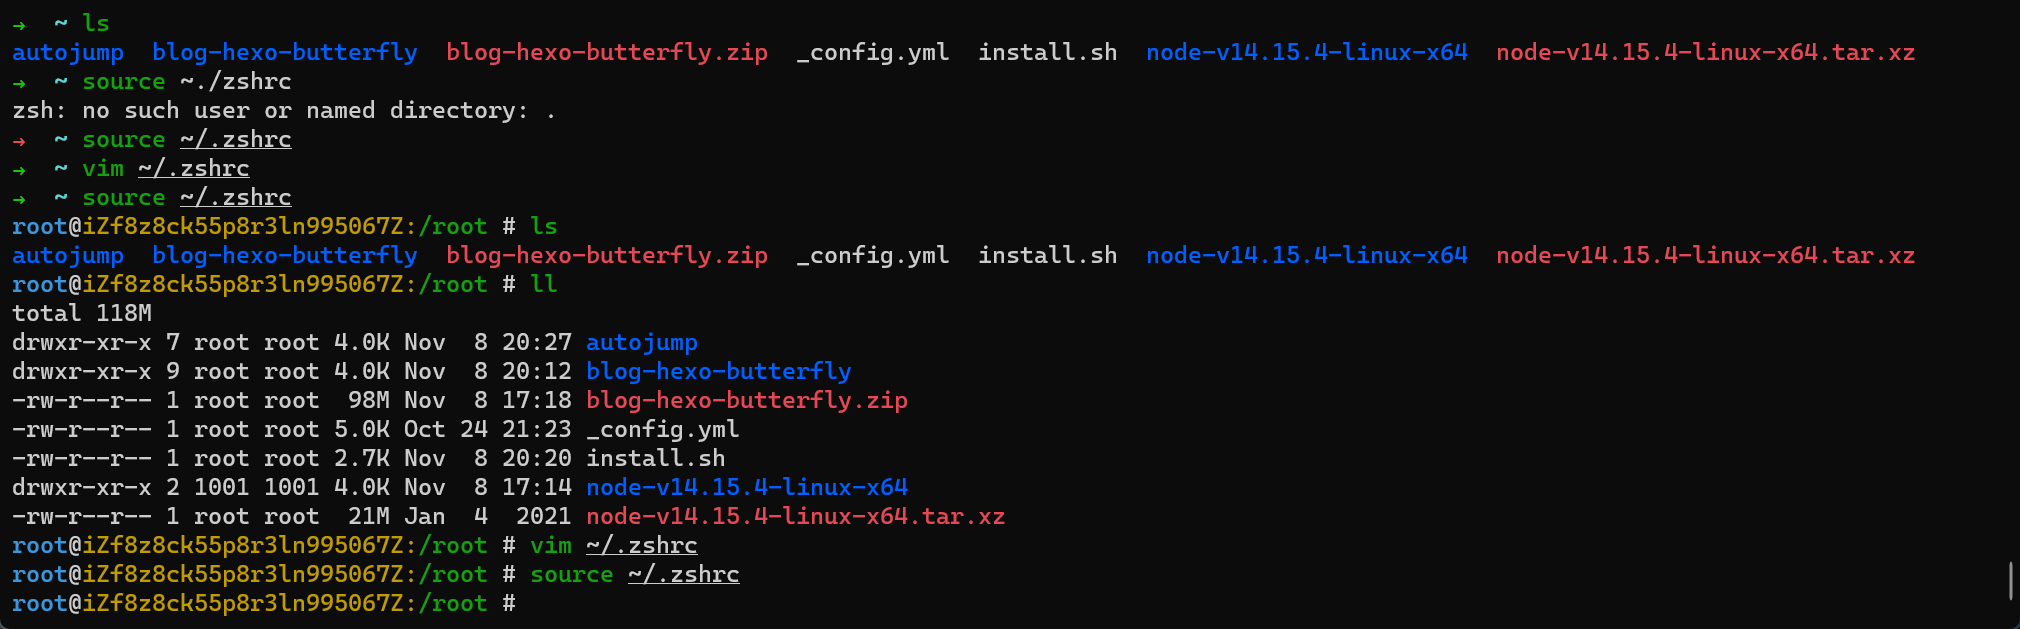 →  ~ ls
autojump  blog-hexo-butterfly  blog-hexo-butterfly.zip  _config.yml  install.sh  node-v14.15.4-linux-x64  node-v14.15.4-linux-x64.tar.xz
→  ~ source ~./zshrc
zsh: no such user or named directory: .
→  ~ source ~/.zshrc
→  ~ vim ~/.zshrc
→  ~ source ~/.zshrc
root@iZf8z8ck55p8r3ln995067Z:/root # ls
autojump  blog-hexo-butterfly  blog-hexo-butterfly.zip  _config.yml  install.sh  node-v14.15.4-linux-x64  node-v14.15.4-linux-x64.tar.xz
root@iZf8z8ck55p8r3ln995067Z:/root # ll
total 118M
drwxr-xr-x 7 root root 4.0K Nov  8 20:27 autojump
drwxr-xr-x 9 root root 4.0K Nov  8 20:12 blog-hexo-butterfly
-rw-r--r-- 1 root root  98M Nov  8 17:18 blog-hexo-butterfly.zip
-rw-r--r-- 1 root root 5.0K Oct 24 21:23 _config.yml
-rw-r--r-- 1 root root 2.7K Nov  8 20:20 install.sh
drwxr-xr-x 2 1001 1001 4.0K Nov  8 17:14 node-v14.15.4-linux-x64
-rw-r--r-- 1 root root  21M Jan  4  2021 node-v14.15.4-linux-x64.tar.xz
root@iZf8z8ck55p8r3ln995067Z:/root # vim ~/.zshrc
root@iZf8z8ck55p8r3ln995067Z:/root # source ~/.zshrc
root@iZf8z8ck55p8r3ln995067Z:/root #